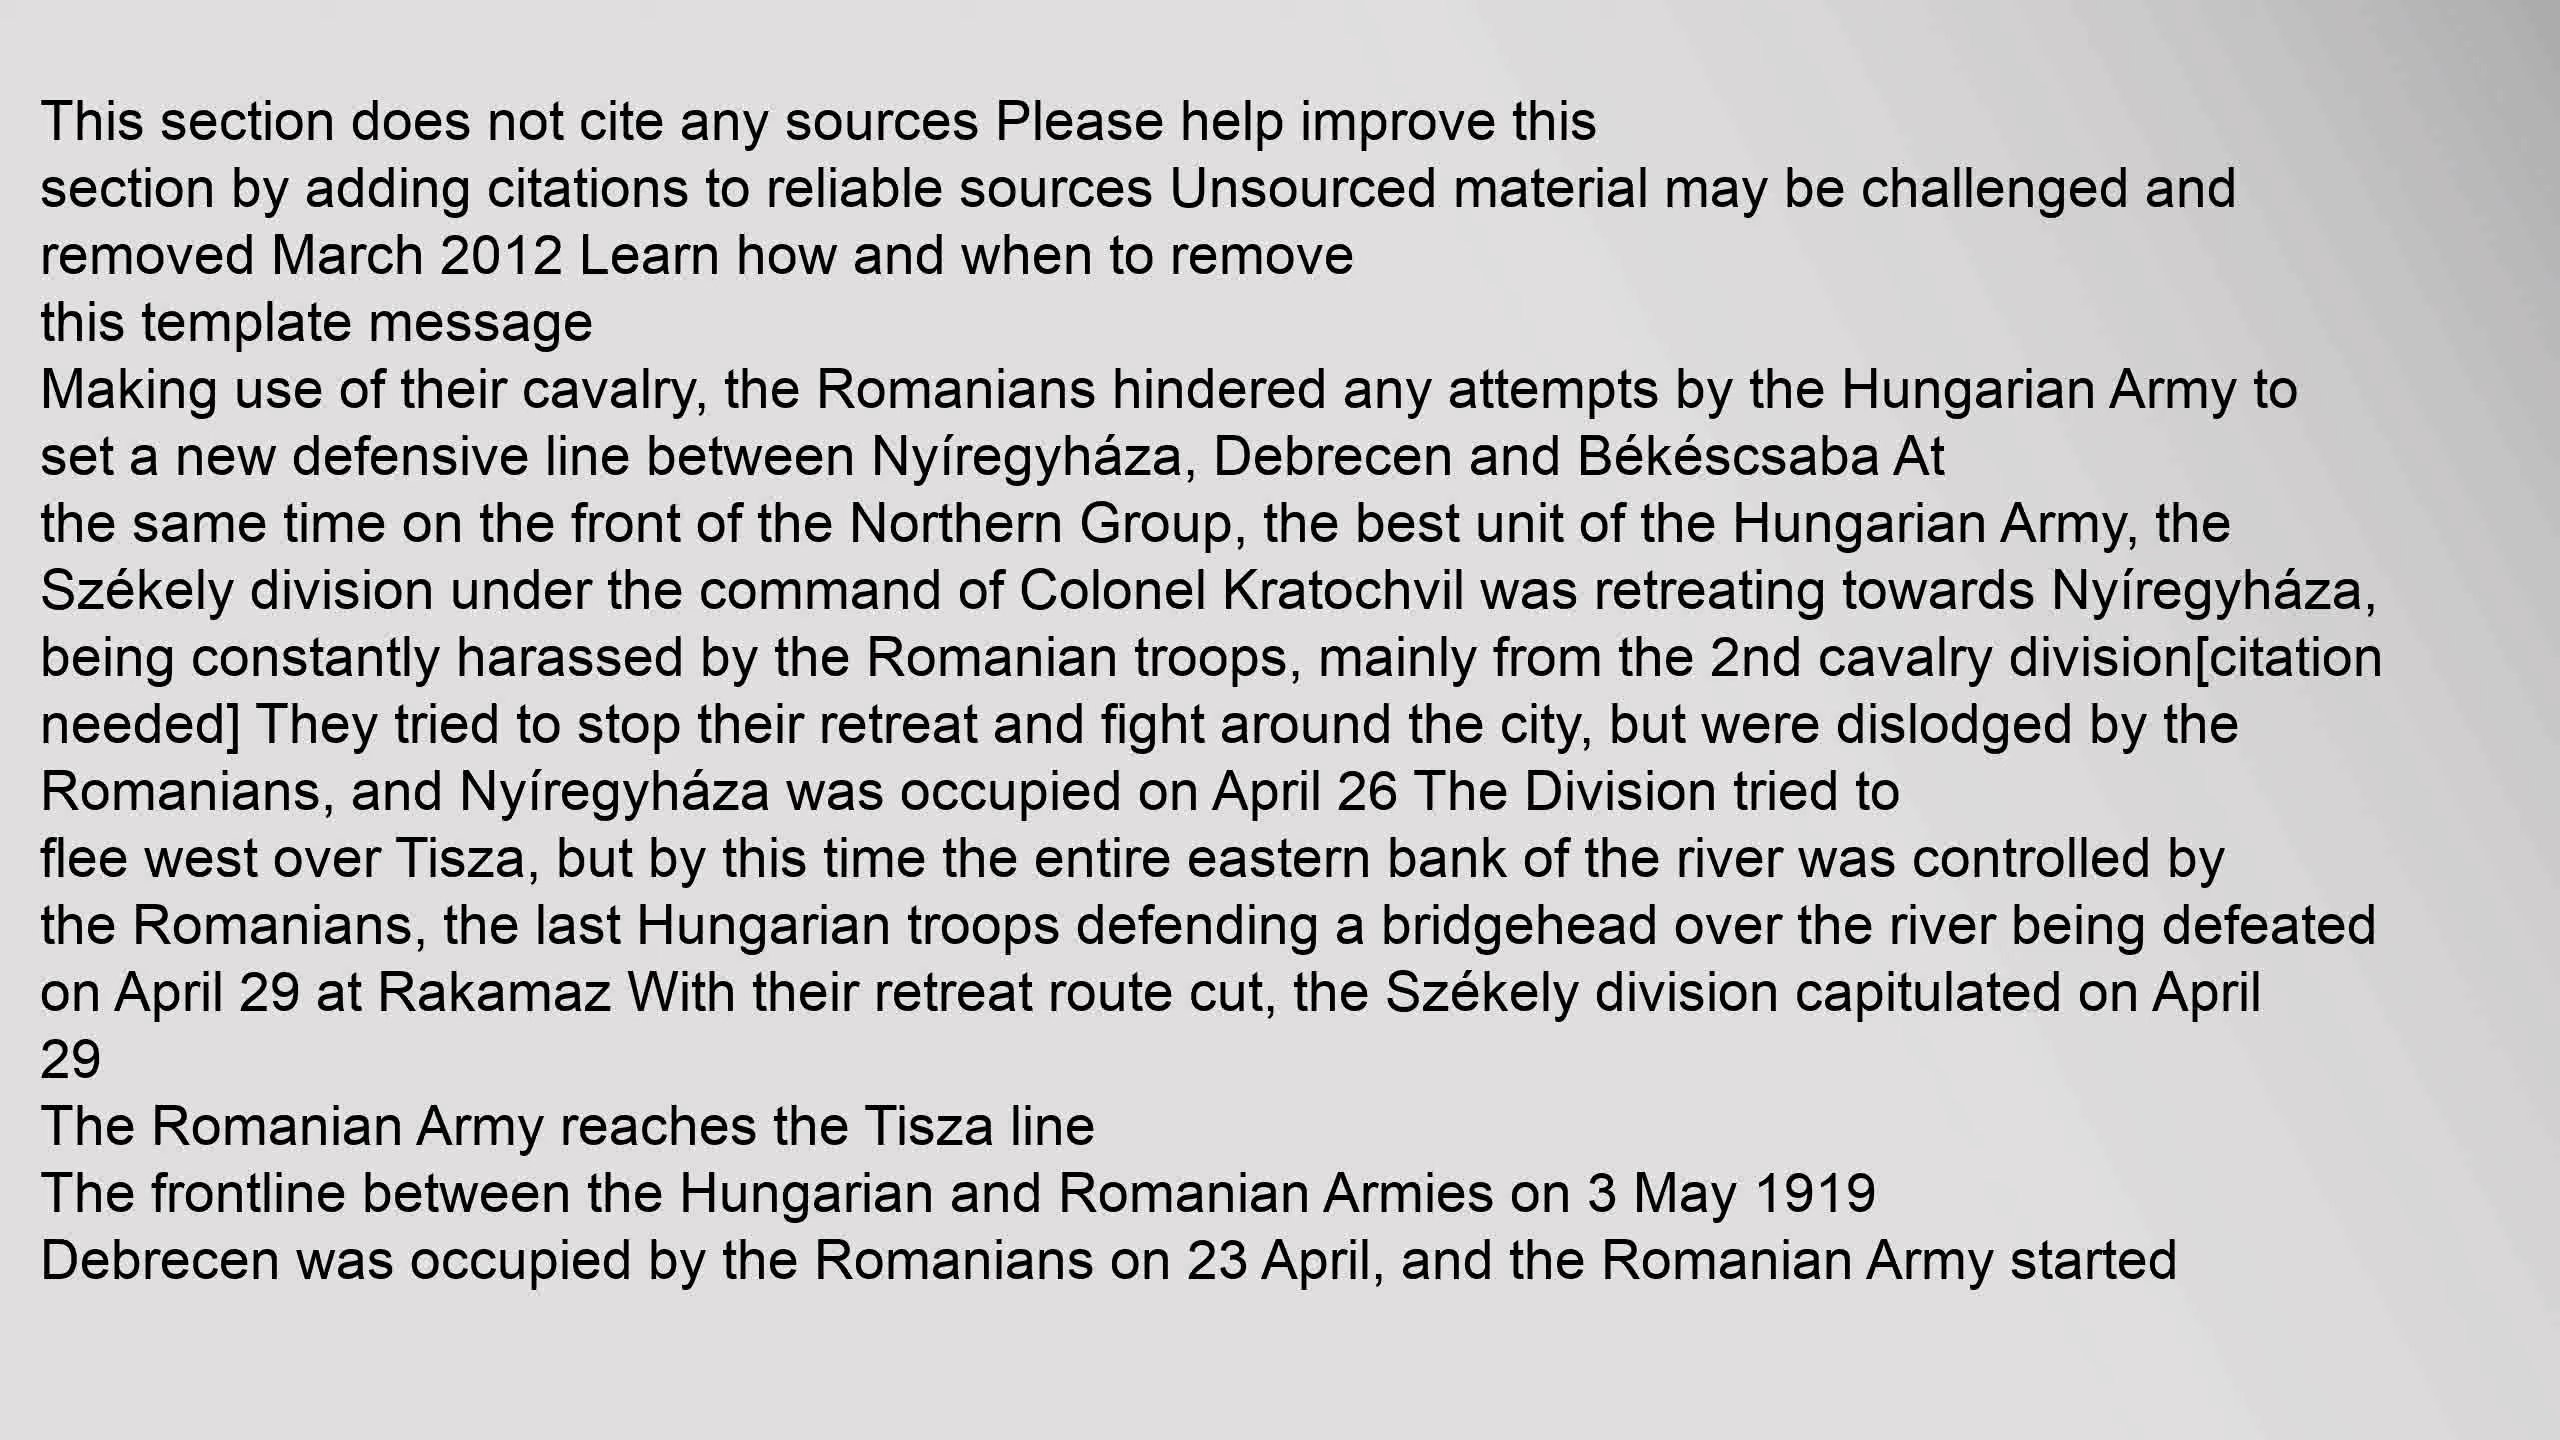 This section does not cite any sources Please help improve this
section by adding citations to reliable sources Unsourced material may be challenged and
removed March 2012 Learn how and when to remove
this template message
Making use of their cavalry, the Romanians hindered any attempts by the Hungarian Army to
set a new defensive line between Nyíregyháza, Debrecen and Békéscsaba At
the same time on the front of the Northern Group, the best unit of the Hungarian Army, the
Székely division under the command of Colonel Kratochvil was retreating towards Nyíregyháza,
being constantly harassed by the Romanian troops, mainly from the 2nd cavalry division[citation
needed] They tried to stop their retreat and fight around the city, but were dislodged by the
Romanians, and Nyíregyháza was occupied on April 26 The Division tried to
flee west over Tisza, but by this time the entire eastern bank of the river was controlled by
the Romanians, the last Hungarian troops defending a bridgehead over the river being defeated
on April 29 at Rakamaz With their retreat route cut, the Székely division capitulated on April
29
The Romanian Army reaches the Tisza line
The frontline between the Hungarian and Romanian Armies on 3 May 1919
Debrecen was occupied by the Romanians on 23 April, and the Romanian Army started